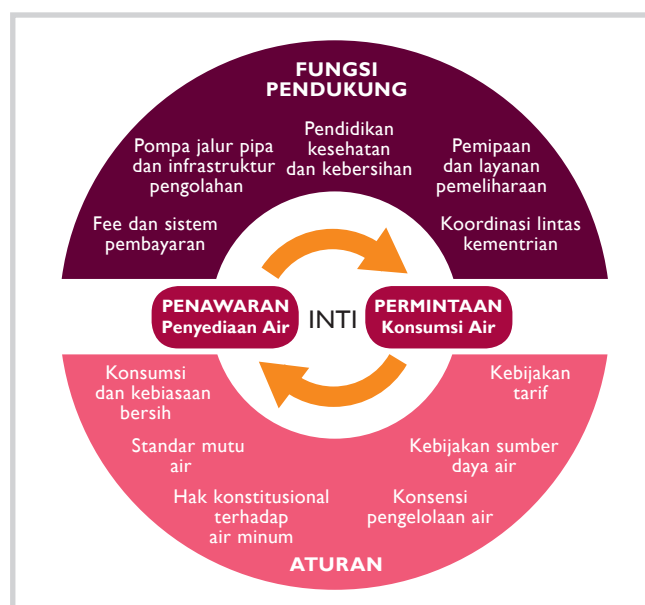 FUNGSI
PENDUKUNG
Pompa jalur pipa
dan infrastruktur
pengolahan
Pendidikan
kesehatan
dan kebersihan
Pemipaan
dan layanan
pemeliharaan
Fee dan sistem
pembayaran
Koordinasi lintas
kementrian
PENAWARAN
Penyediaan Air
INTI
PERMINTAAN
Konsumsi Air
Konsumsi
dan kebiasaan
bersih
Kebijakan
tarif
Standar mutu
air
Kebijakan sumber
daya air
Hak konstitusional
terhadap
air minum
Konsensi
pengelolaan air
ATURAN